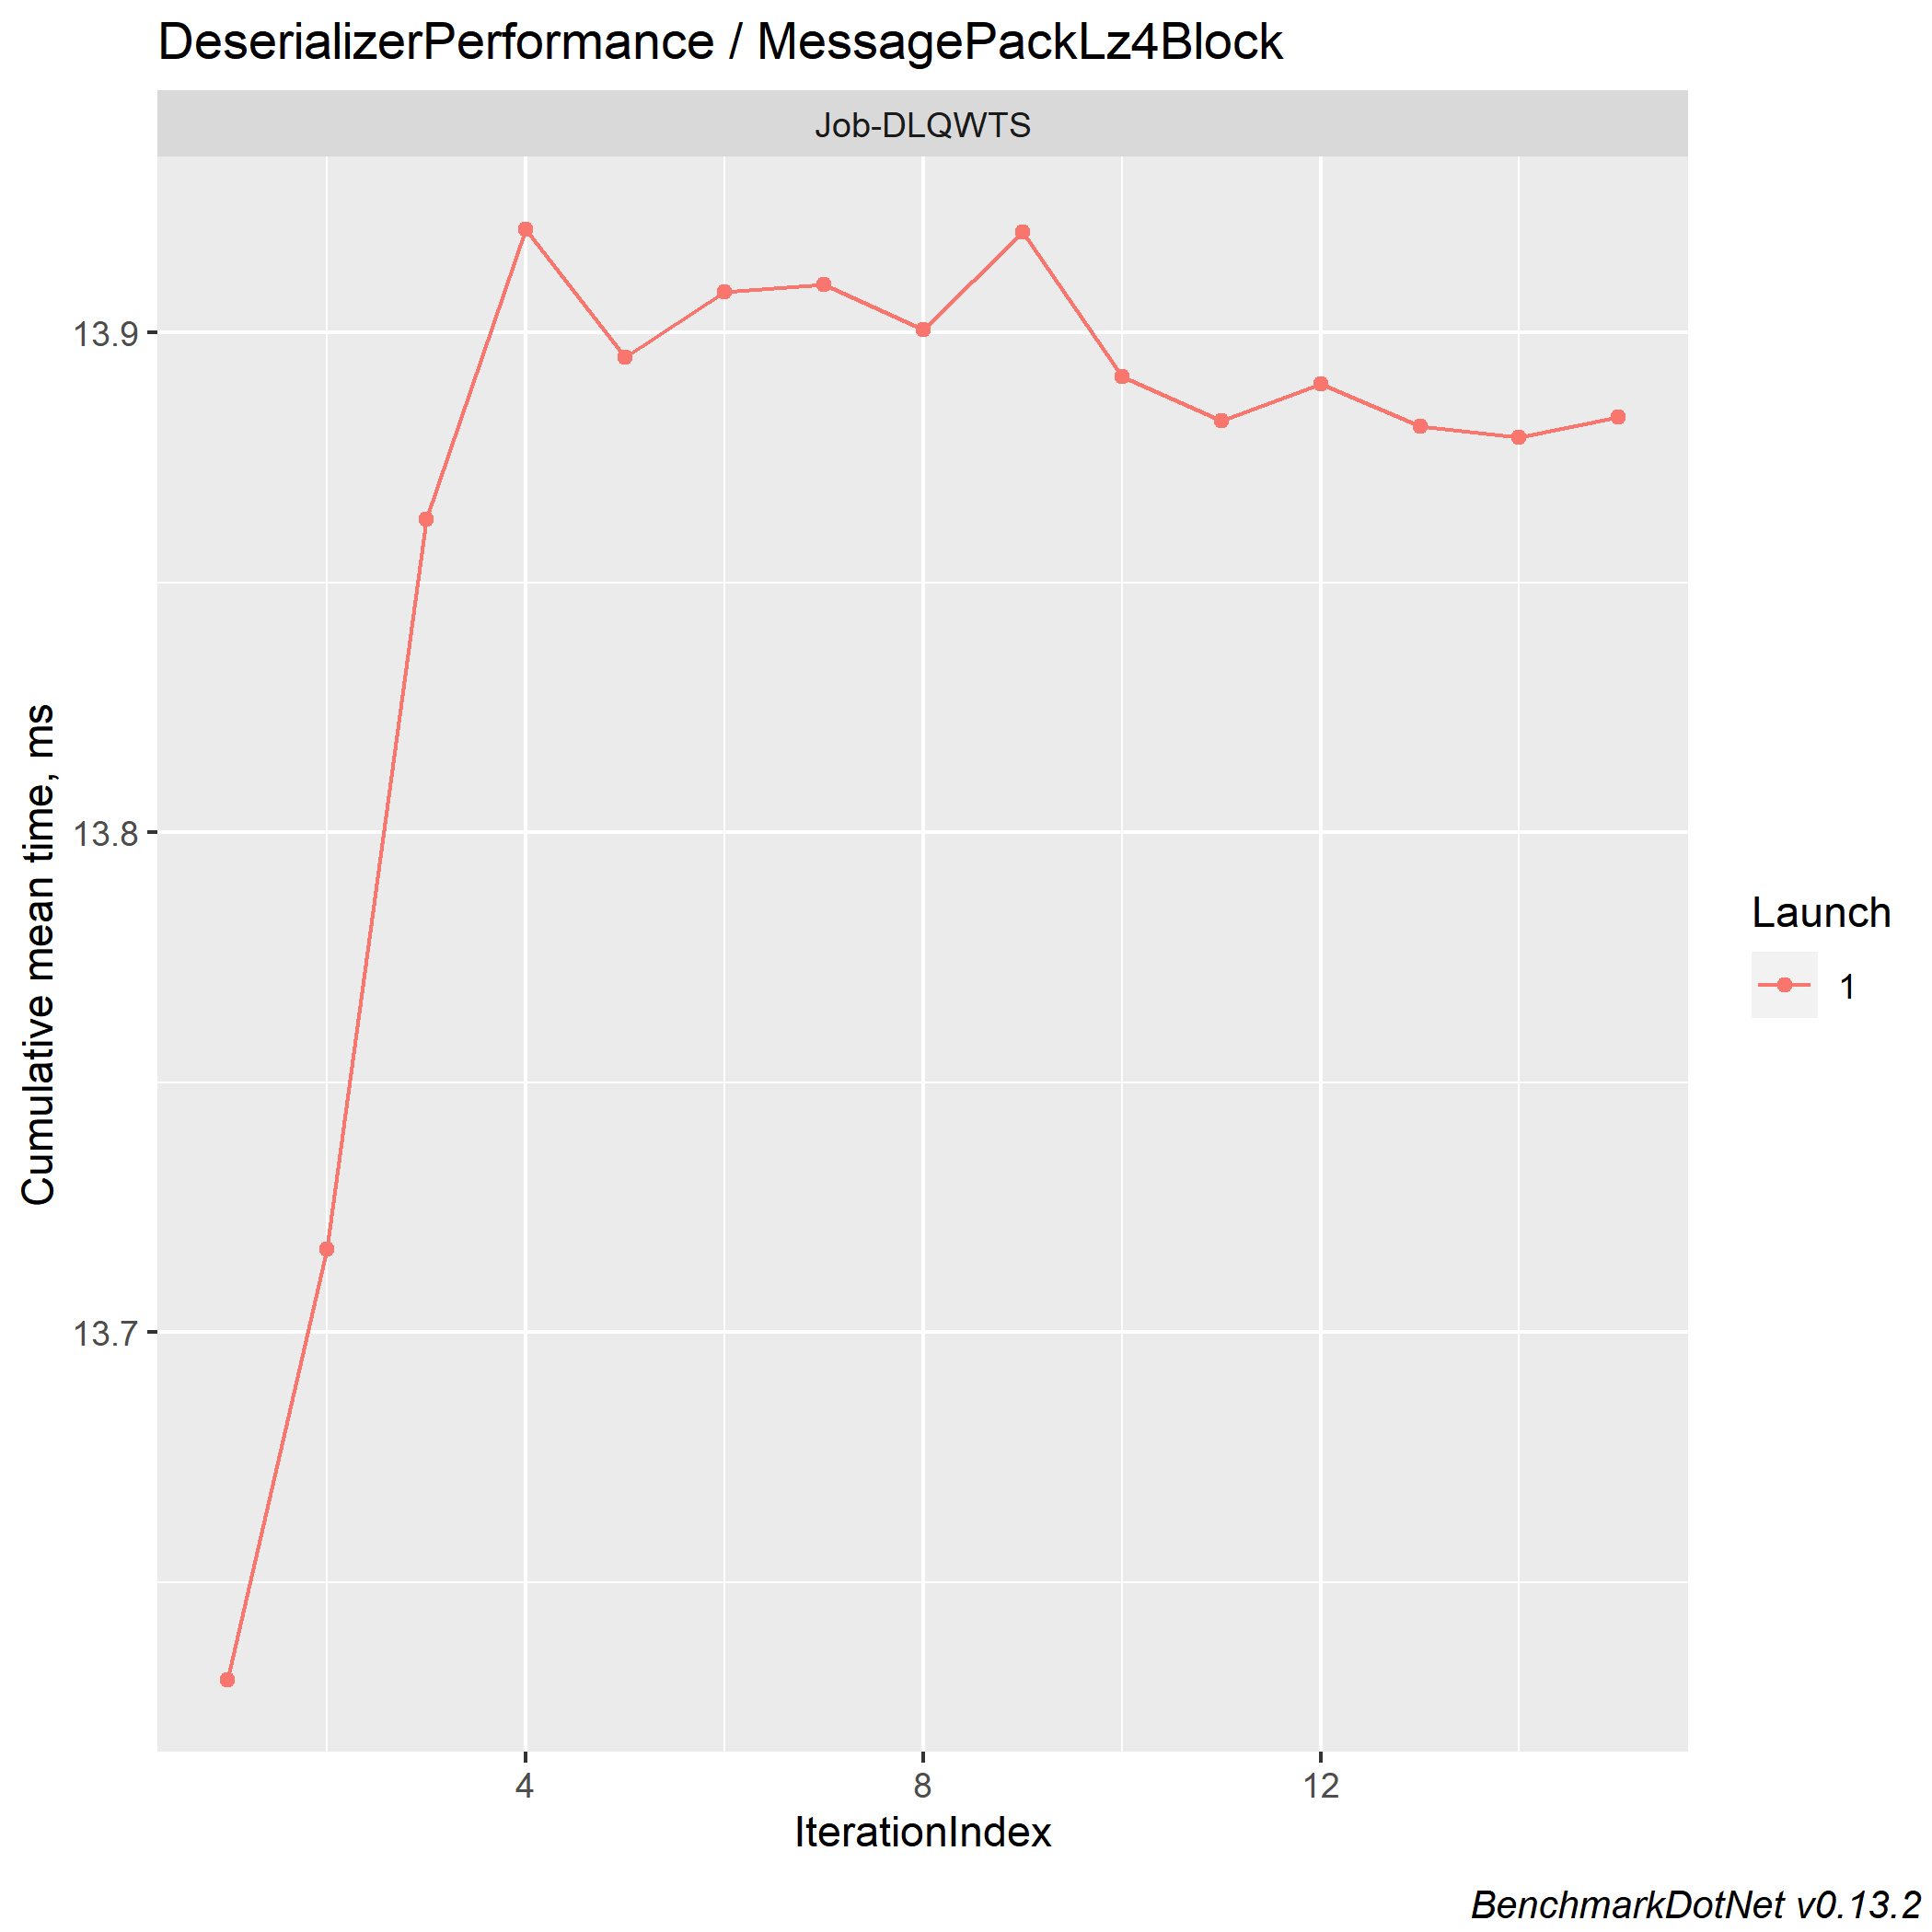 DeserializerPerformance / MessagePackLz4Block
Job-DLQWTS
13.9
13.8
13.7
Cumulative mean time, ms
4
8
12
IterationIndex
Launch
1
BenchmarkDotNet v0.13.2